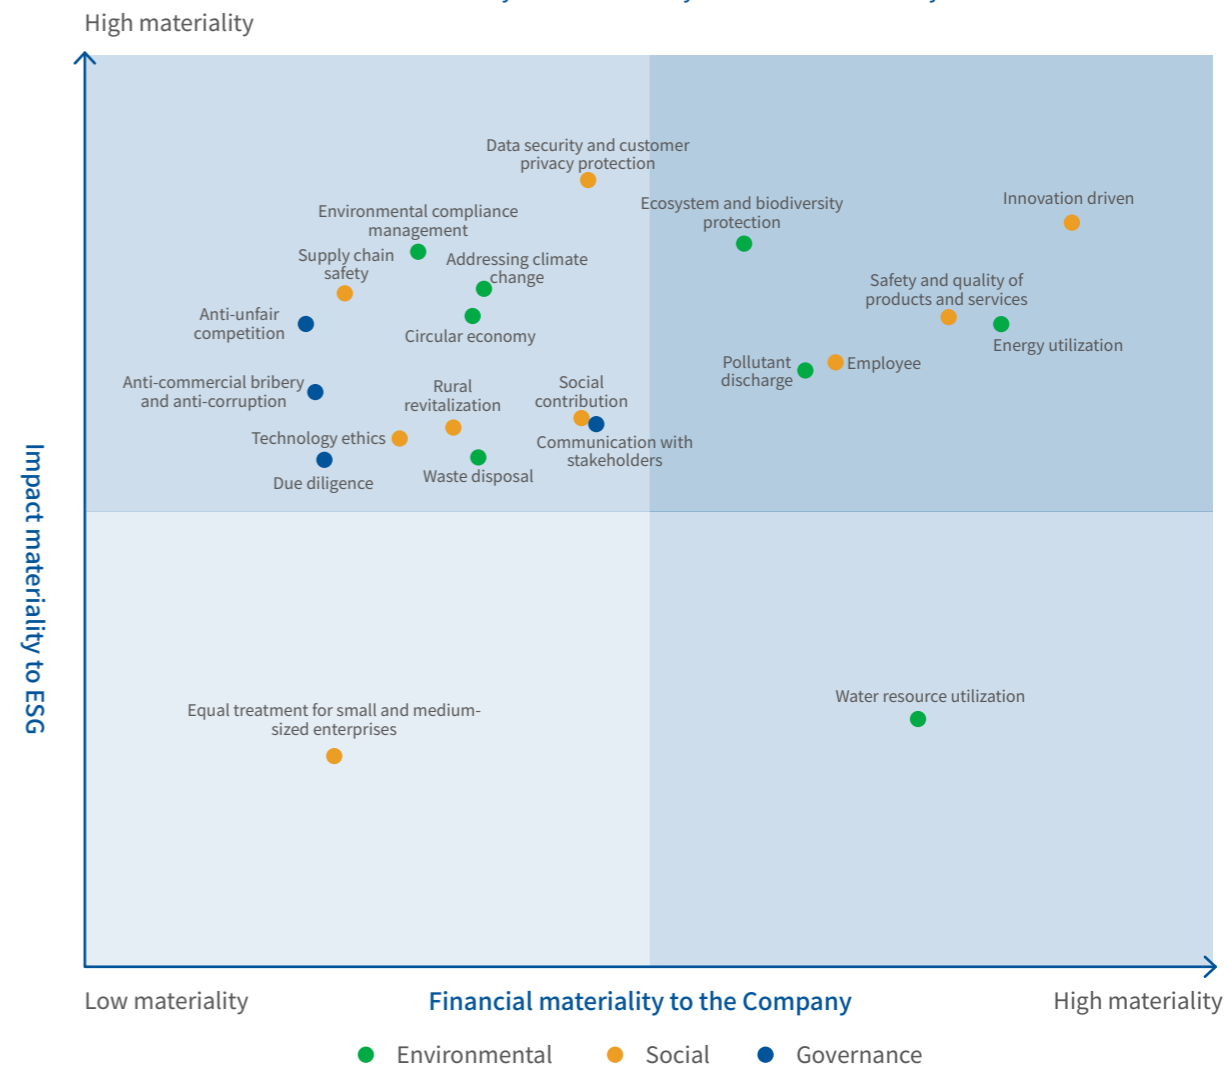 High materiality
Data security and customer
privacy protection
Ecosystem and biodiversity
protection
Innovation driven
Environmental compliance
management
Supply chain
safety
Addressing climate
change
Safety and quality of
products and services
Anti-unfair
competition
Circular economy
Energy utilization
Pollutant
discharge
Employee
Anti-commercial bribery
and anti-corruption
Rural
revitalization
Social
contribution
Technology ethics
Communication with
stakeholders
Due diligence
Waste disposal
Impact materiality to ESG
Equal treatment for small and medium-
sized enterprises
Water resource utilization
Low materiality
Financial materiality to the Company
High materiality
Environmental
Social
Governance